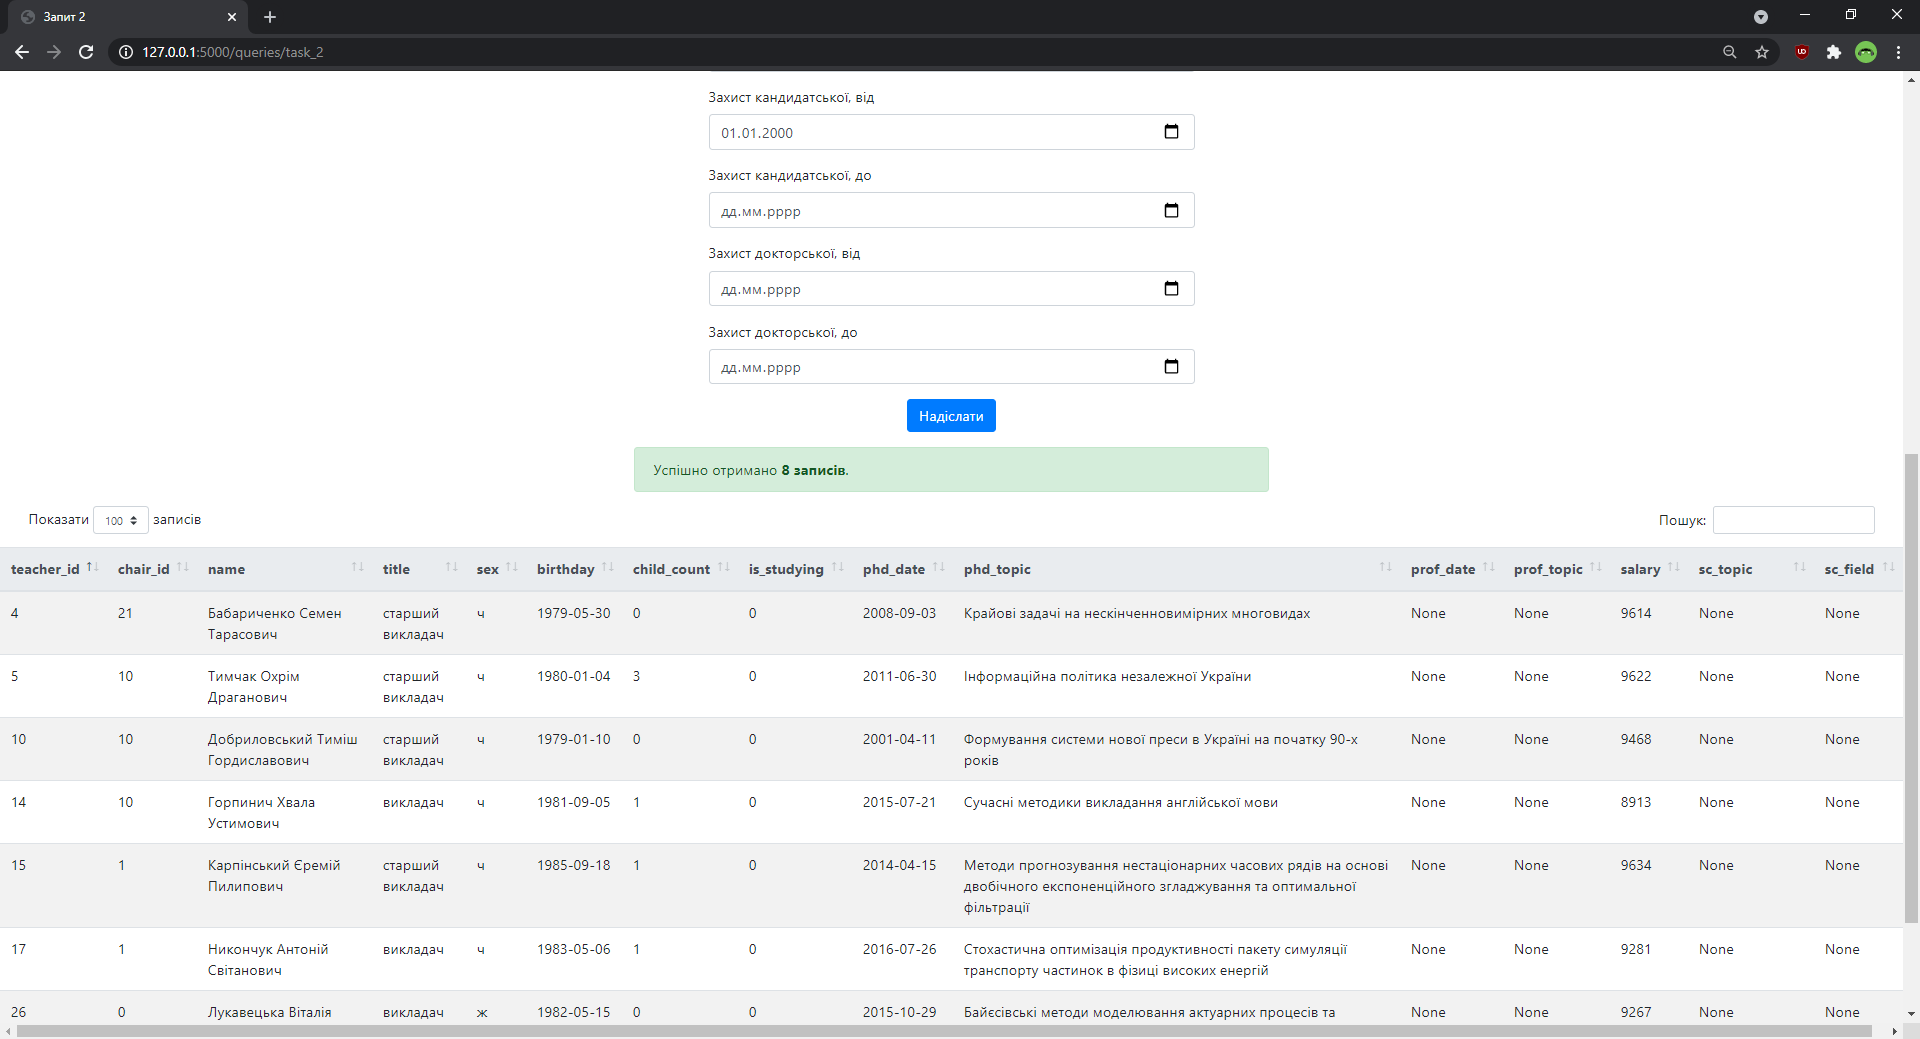 Запит 2
127.0.0.1:5000/queries/task_2
Захист кандидатської, від
01.01.2000
Захист кандидатської, до
дд.мм.рррр
Захист докторської, від
дд.мм.рррр
Захист докторської, до
дд.мм.рррр
Надіслати
Успішно отримано 8 записів.
Показати 100 записів
Пошук:
teacher_id chair_id name title sex birthday child_count is_studying phd_date phd_topic prof_date prof_topic salary sc_topic sc_field
4 21 Бабариченко Семен старший ч 1979-05-30 0 0 2008-09-03 Крайові задачі на нескінченновимірних многовидах None None 9614 None None
Тарасович викладач
5 10 Тимчак Охрім старший ч 1980-01-04 3 0 2011-06-30 Інформаційна політика незалежної України None None 9622 None None
Драганович викладач
10 10 Добриловський Тиміш старший ч 1979-01-10 0 0 2001-04-11 Формування системи нової преси в Україні на початку 90-х None None 9468 None None
Гордиславович викладач років
14 10 Горпинич Хвала викладач ч 1981-09-05 1 0 2015-07-21 Сучасні методики викладання англійської мови None None 8913 None None
Устимович
15 1 Карпінський Єремій старший ч 1985-09-18 1 0 2014-04-15 Методи прогнозування нестаціонарних часових рядів на основі None None 9634 None None
Пилипович викладач двобічного експоненційного згладжування та оптимальної
фільтрації
17 1 Никончук Антоній викладач ч 1983-05-06 1 0 2016-07-26 Стохастична оптимізація продуктивності пакету симуляції None None 9281 None None
Світанович транспорту частинок в фізиці високих енергій
26 0 Лукавецька Віталія викладач ж 1982-05-15 0 0 2015-10-29 Байєсівські методи моделювання актуарних процесів та None None 9267 None None